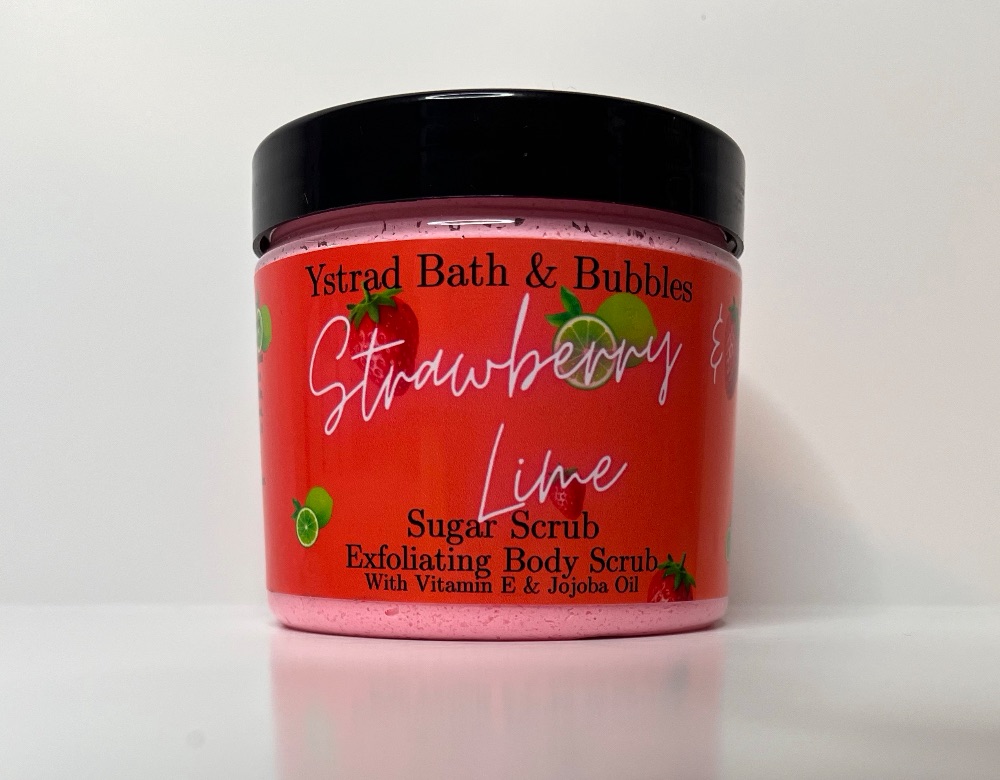 Ystrad Bath & Bubbles
Strawberry
Lime
Sugar Scrub
Exfoliating Body Scrub
With Vitamin E & Jojoba Oil
&